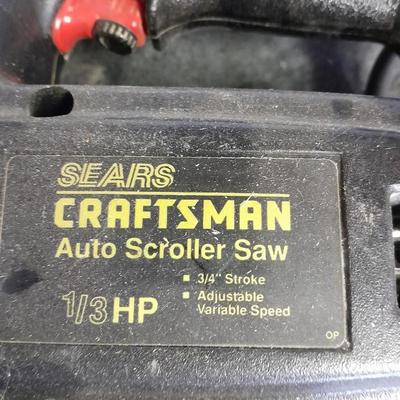 SEARS
CRAFTSMAN
Auto Scroller Saw
1/3 HP
▪ 3/4" Stroke
▪ Adjustable
Variable Speed
OP